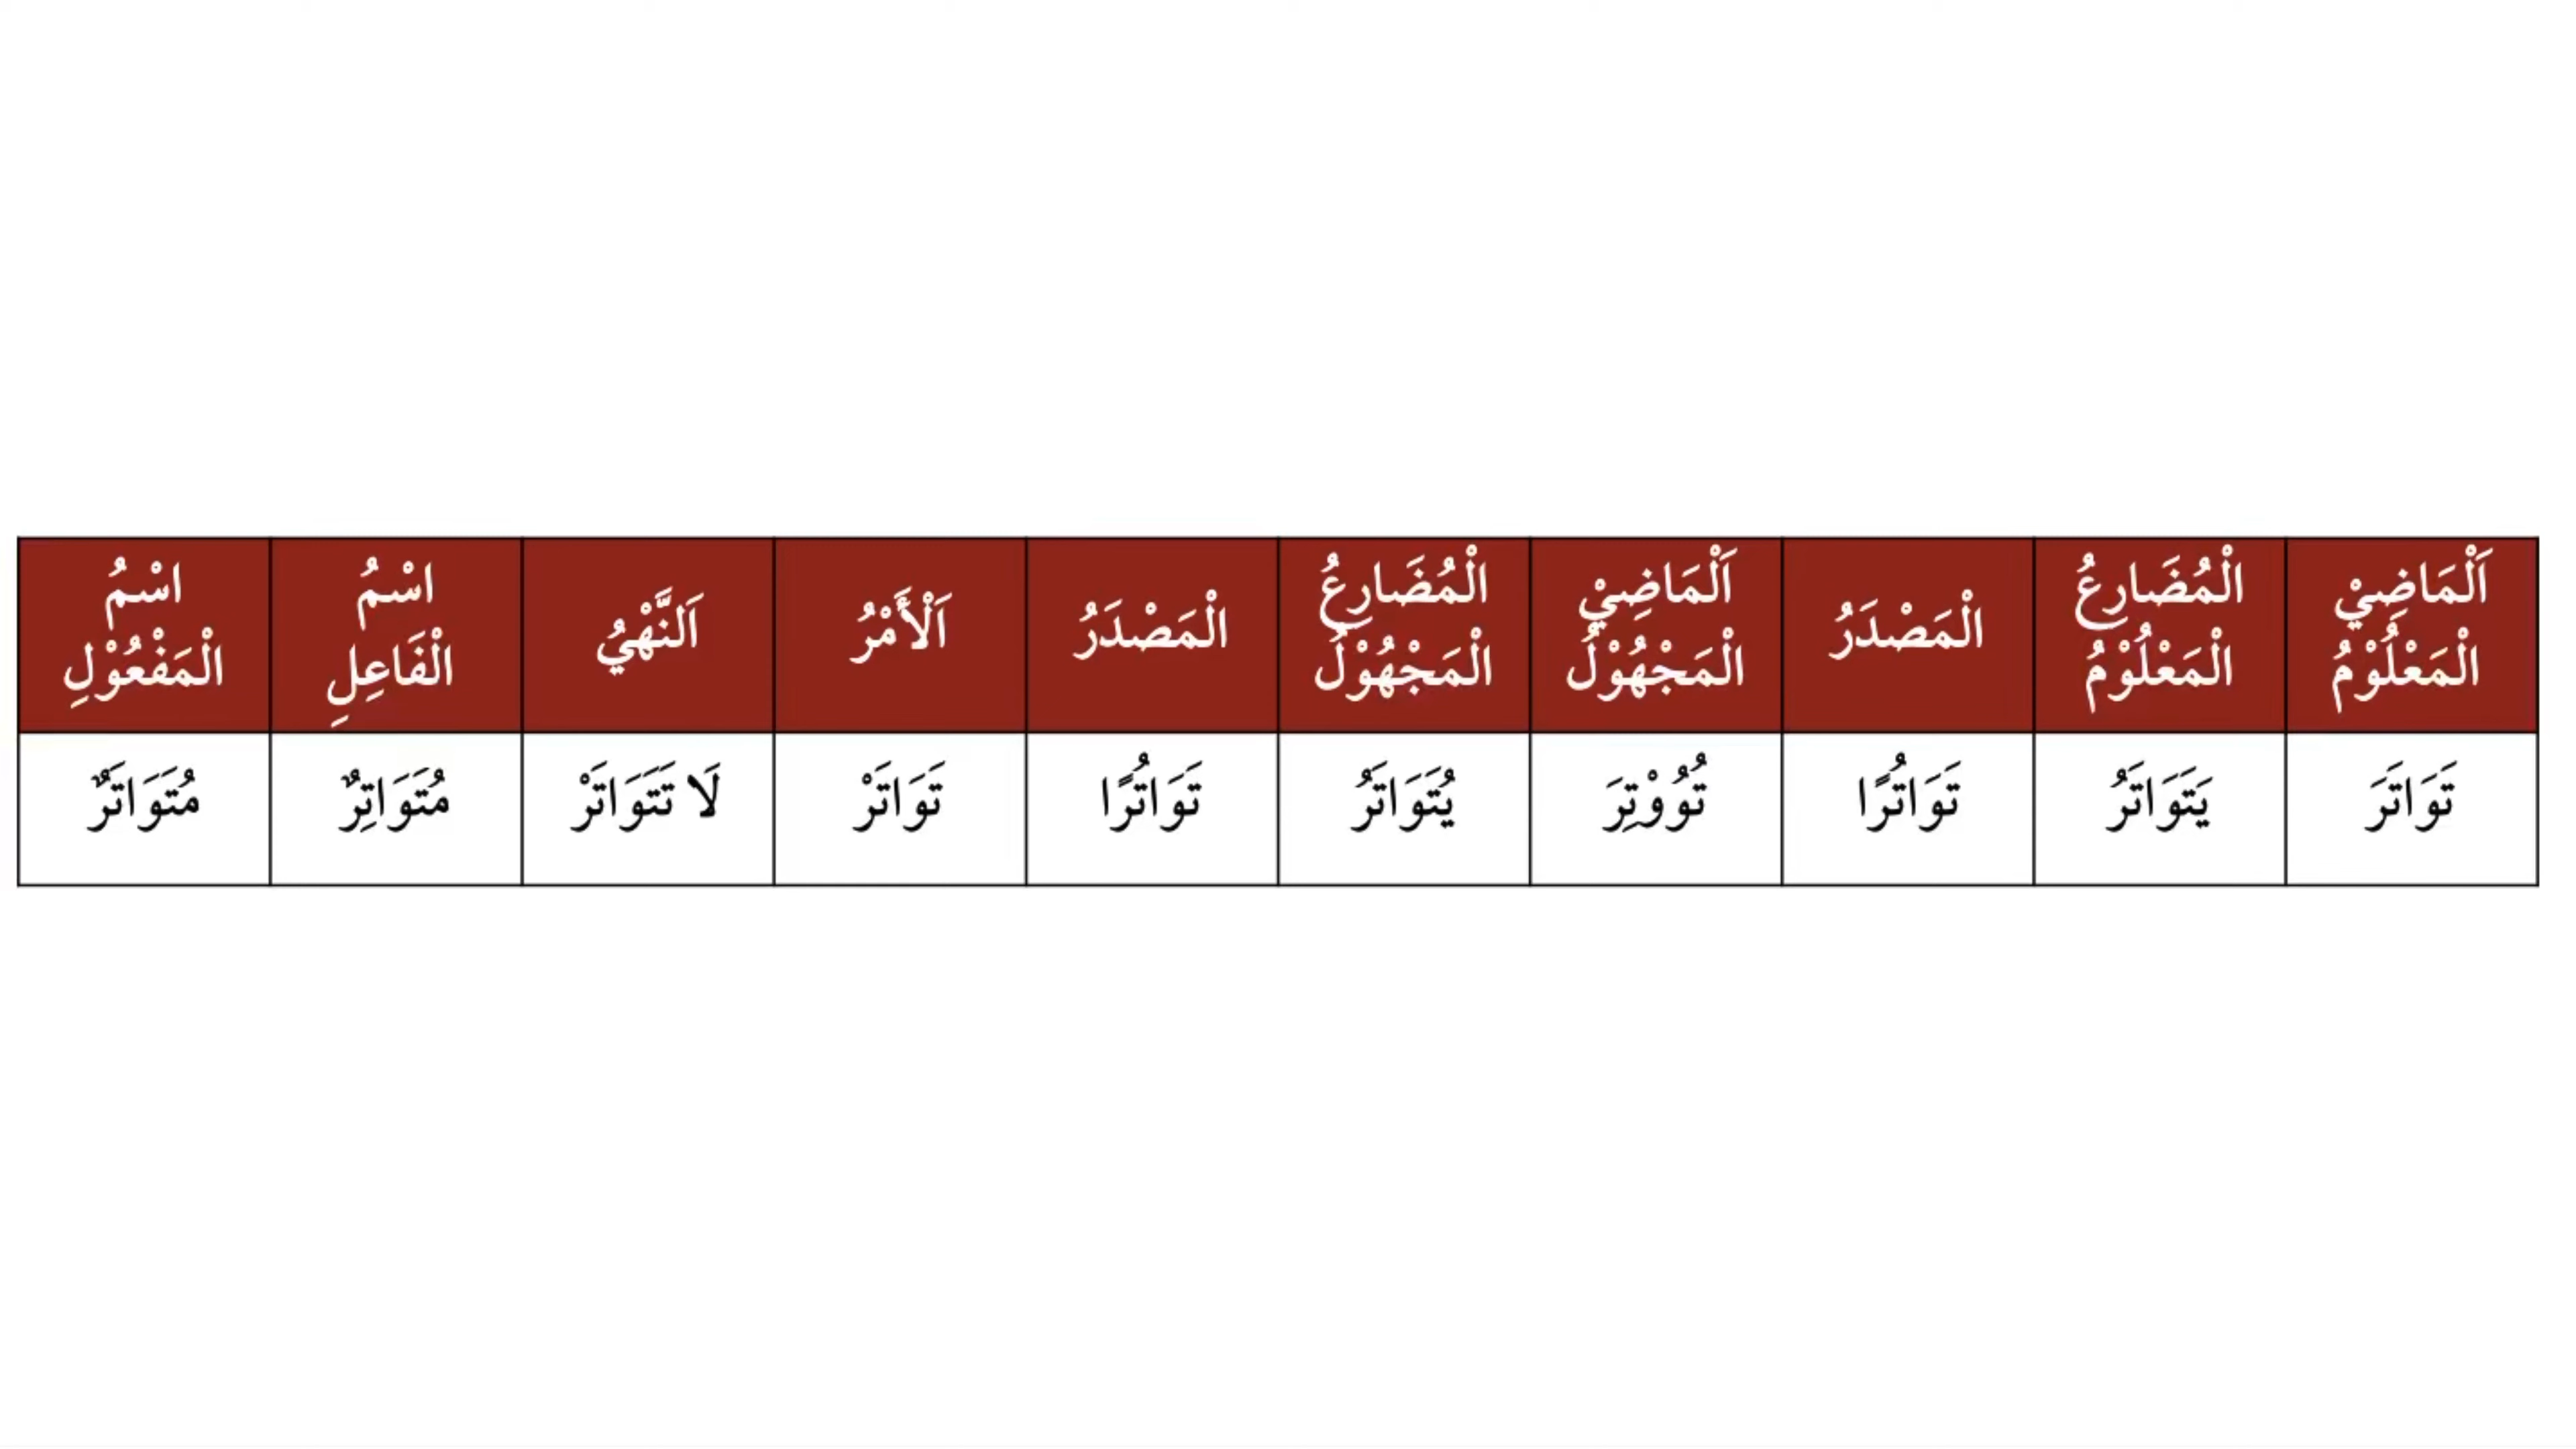 اَلْمَاضِيْ الْمَعْلُوْمُ
الْمُضَارِعُ الْمَعْلُوْمُ
الْمَصْدَرُ
اَلْمَاضِيْ الْمَجْهُوْلُ
الْمُضَارِعُ الْمَجْهُوْلُ
الْمَصْدَرُ
اَلْأَمْرُ
اَلنَّهْيُ
اسْمُ الْفَاعِلِ
اسْمُ الْمَفْعُوْلِ
تَوَاتَرَ
يَتَوَاتَرُ
تَوَاتُرًا
تُوُوْتِرَ
يُتَوَاتَرُ
تَوَاتُرًا
تَوَاتَرْ
لَا تَتَوَاتَرْ
مُتَوَاتِرٌ
مُتَوَاتَرٌ